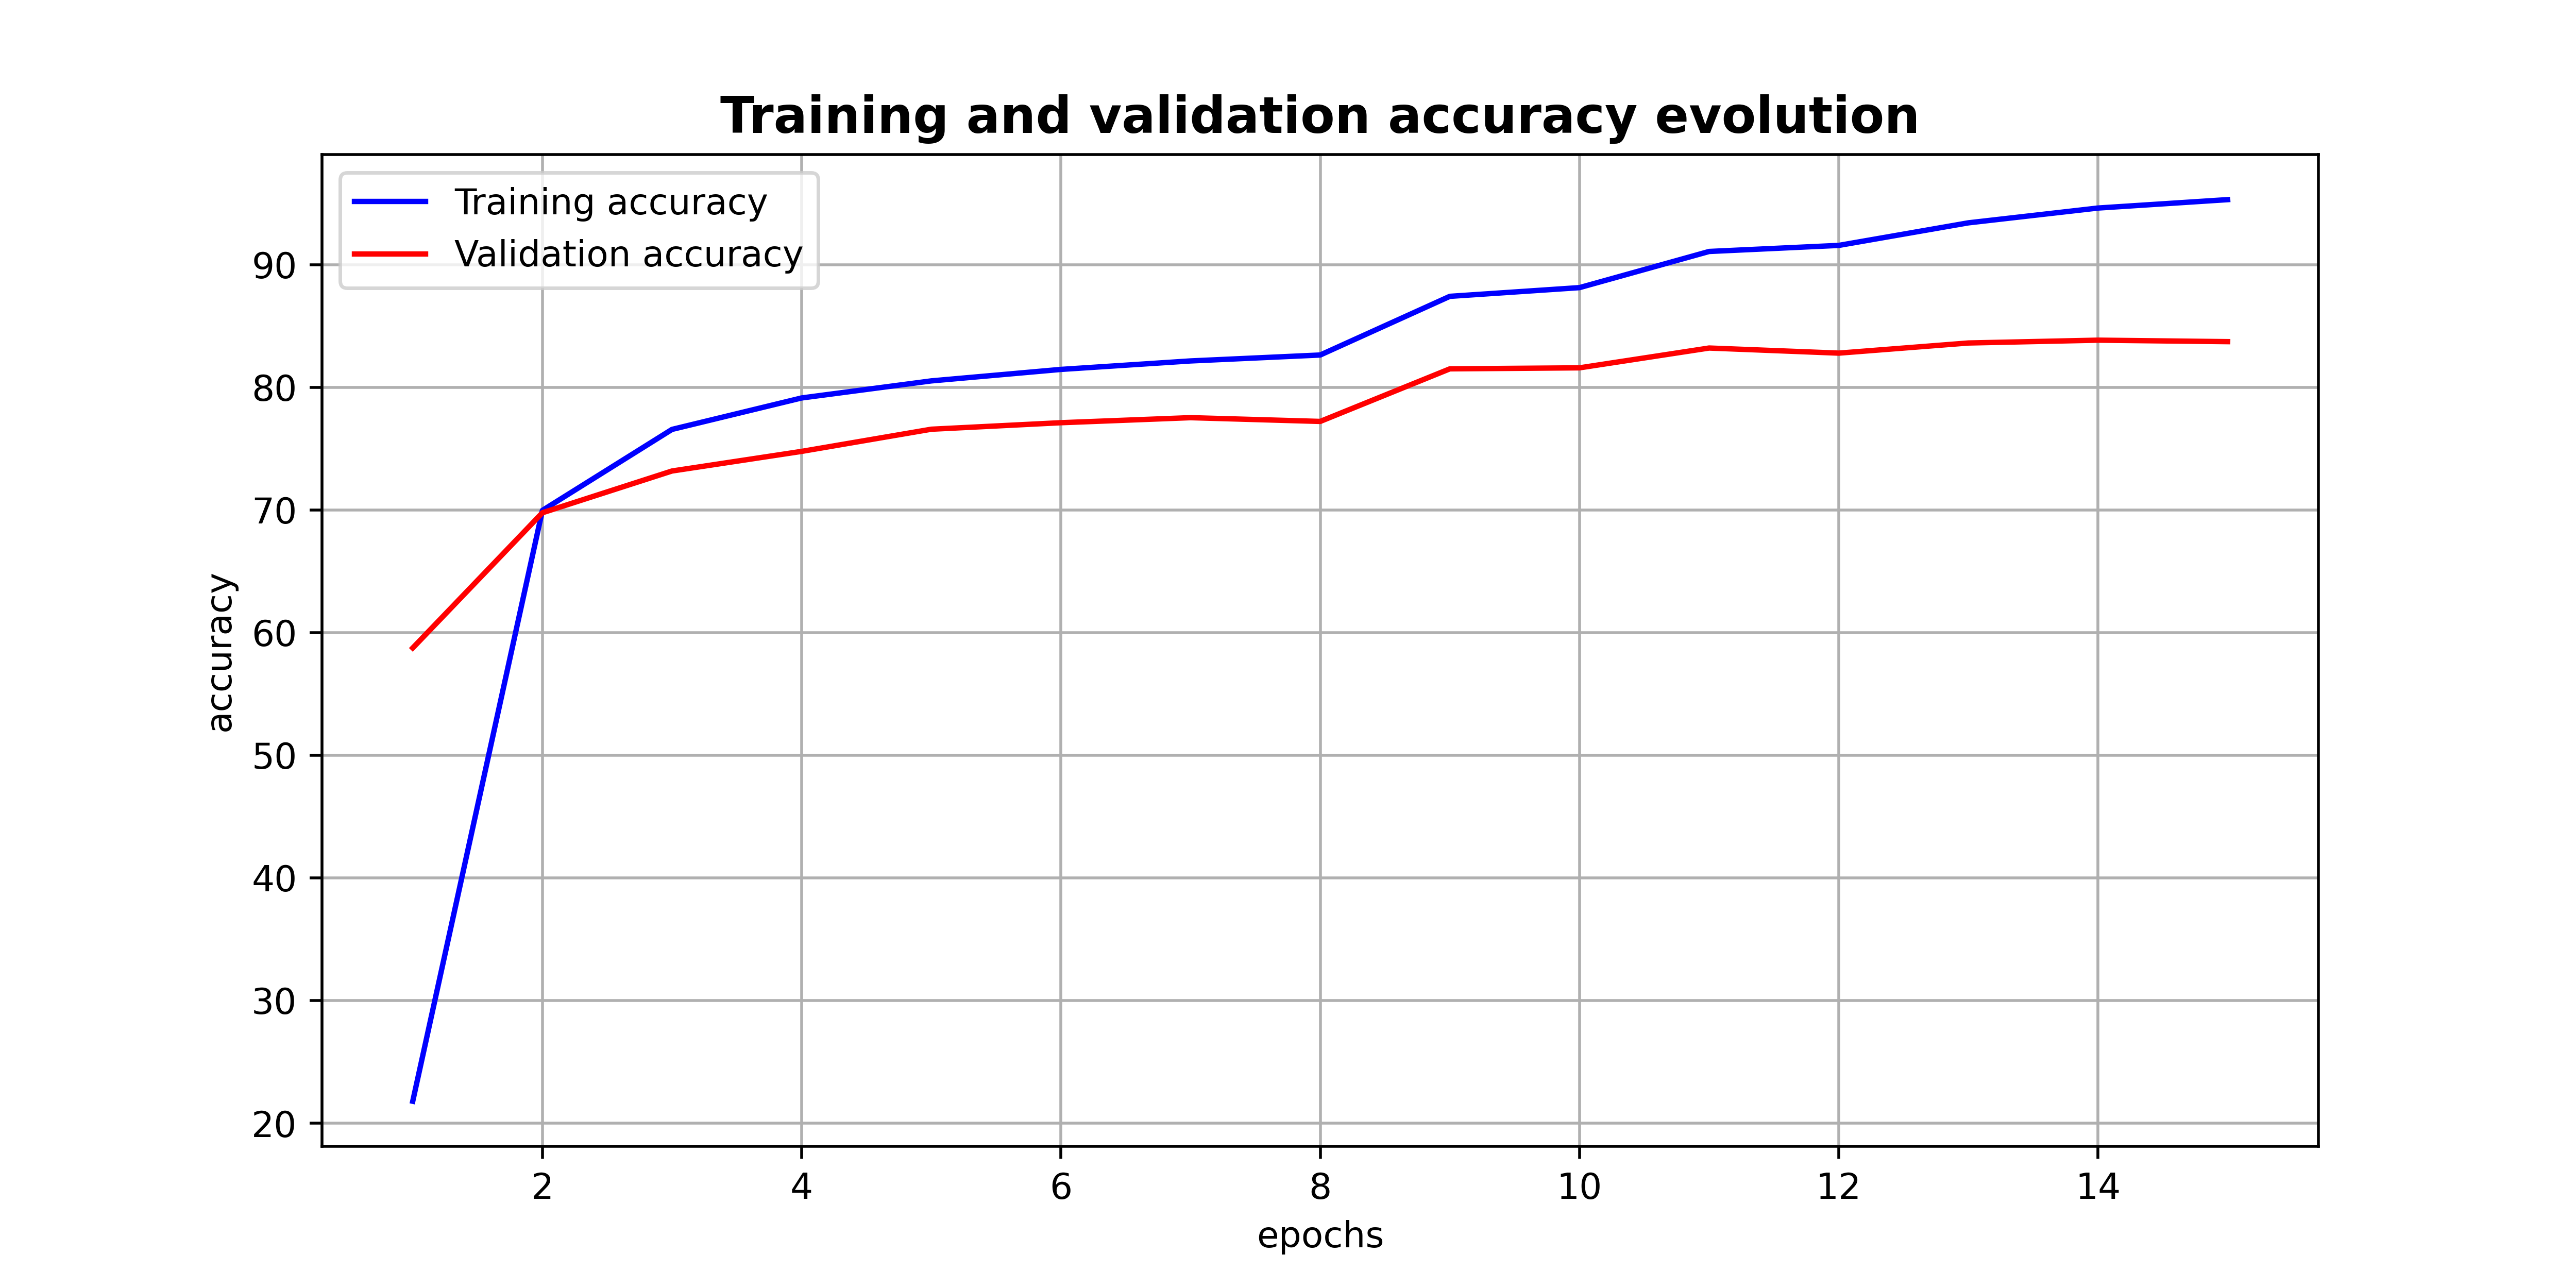 Training and validation accuracy evolution
Training accuracy
Validation accuracy
90
80
70
60
50
40
30
20
accuracy
2 4 6 8 10 12 14
epochs